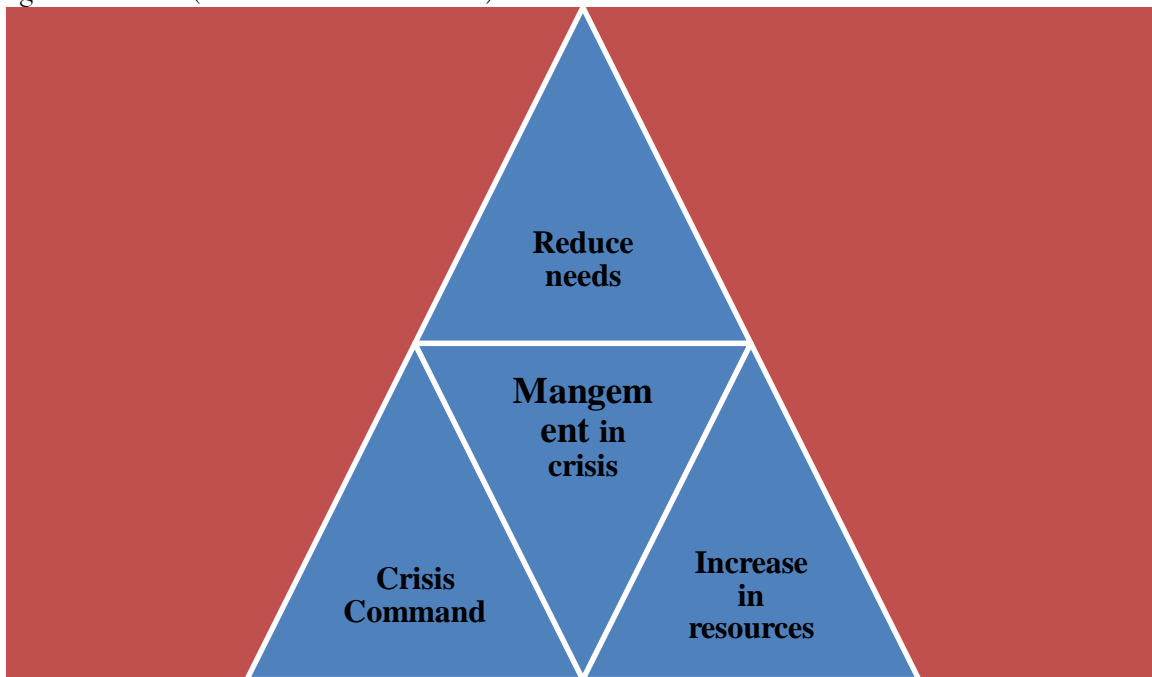 Reduce
needs
Mangem
ent in
crisis
Crisis
Command
Increase
in
resources